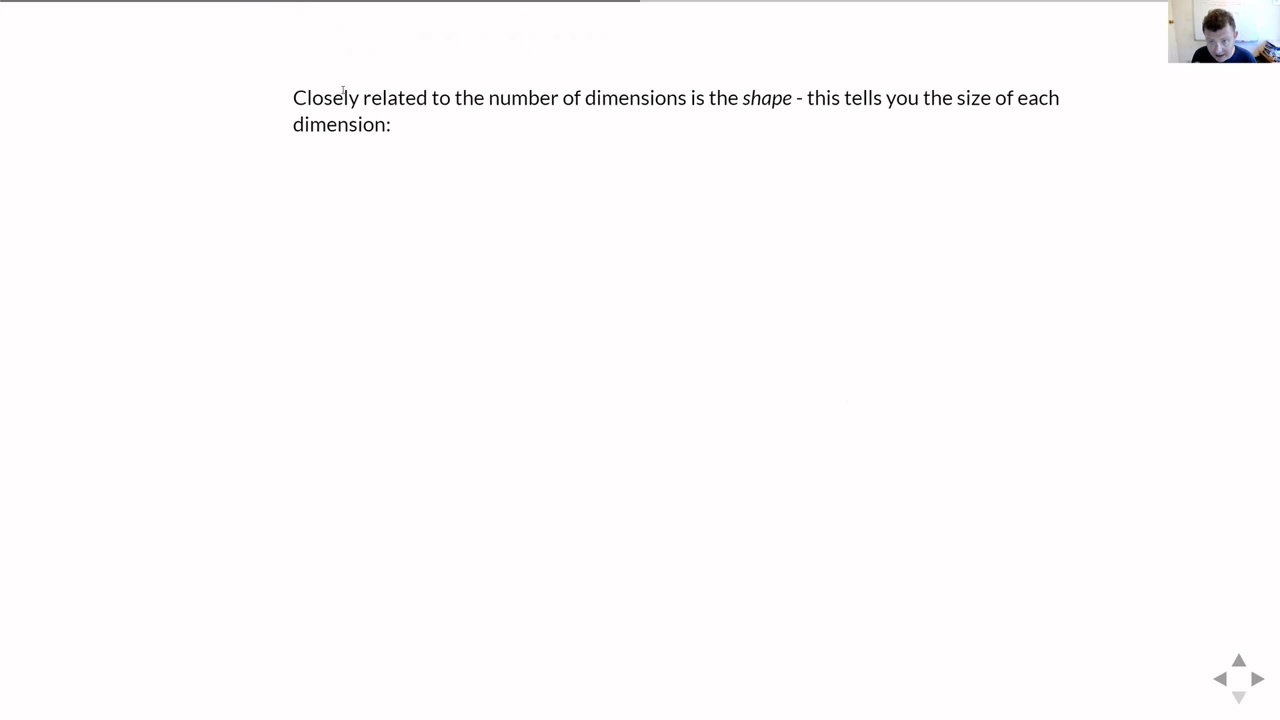 Closely related to the number of dimensions is the shape - this tells you the size of each
dimension: